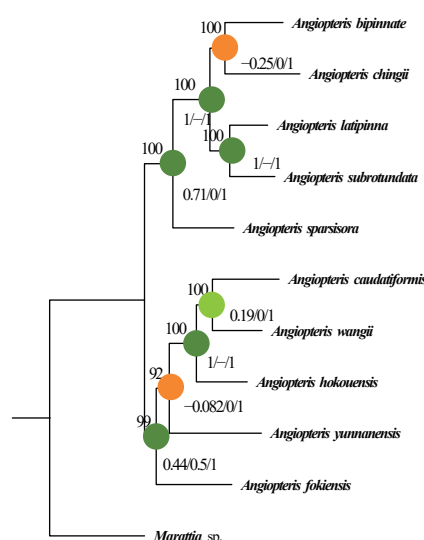 100
Angiopteris bipinnate
−0.25/0/1
Angiopteris chingii
100
1/−/1
100
Angiopteris latipinna
1/−/1
Angiopteris subrotundata
100
0.71/0/1
Angiopteris sparsisora
Angiopteris caudatiformis
100
0.19/0/1
Angiopteris wangii
100
1/−/1
Angiopteris hokouensis
92
−0.082/0/1
Angiopteris yunnanensis
99
0.44/0.5/1
Angiopteris fokiensis
Marattia sp.